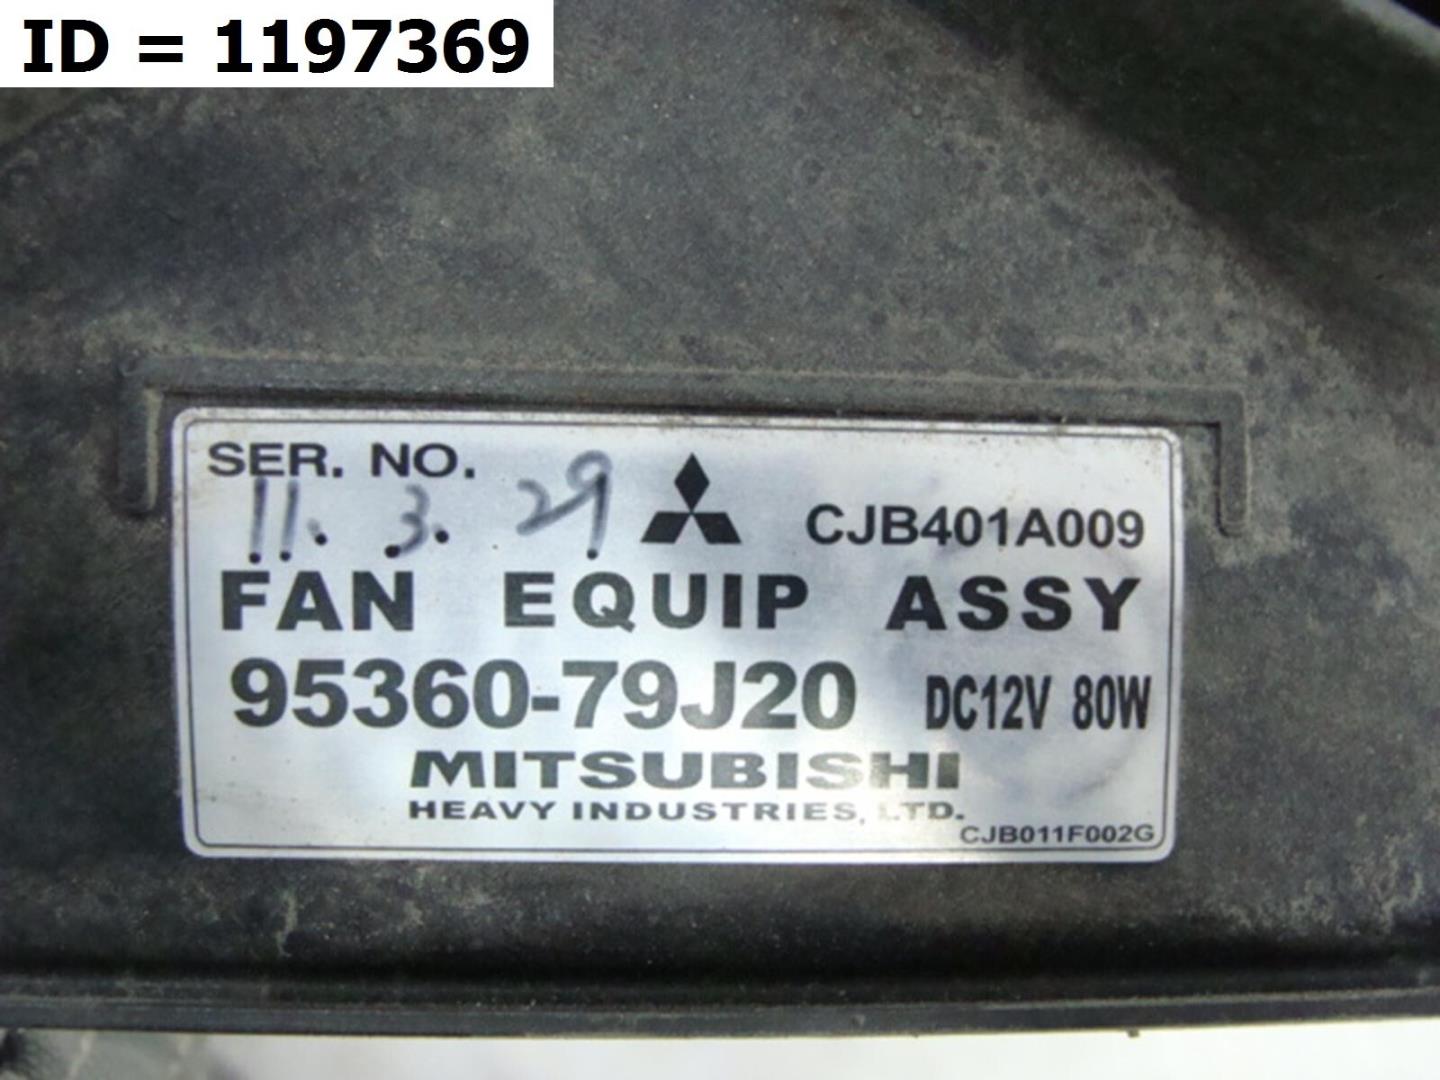 ID = 1197369
SER. NO.
11. 3. 29
CJB401A009
FAN EQUIP ASSY
95360-79J20 DC12V 80W
MITSUBISHI
HEAVY INDUSTRIES, LTD.
CJB011F002G